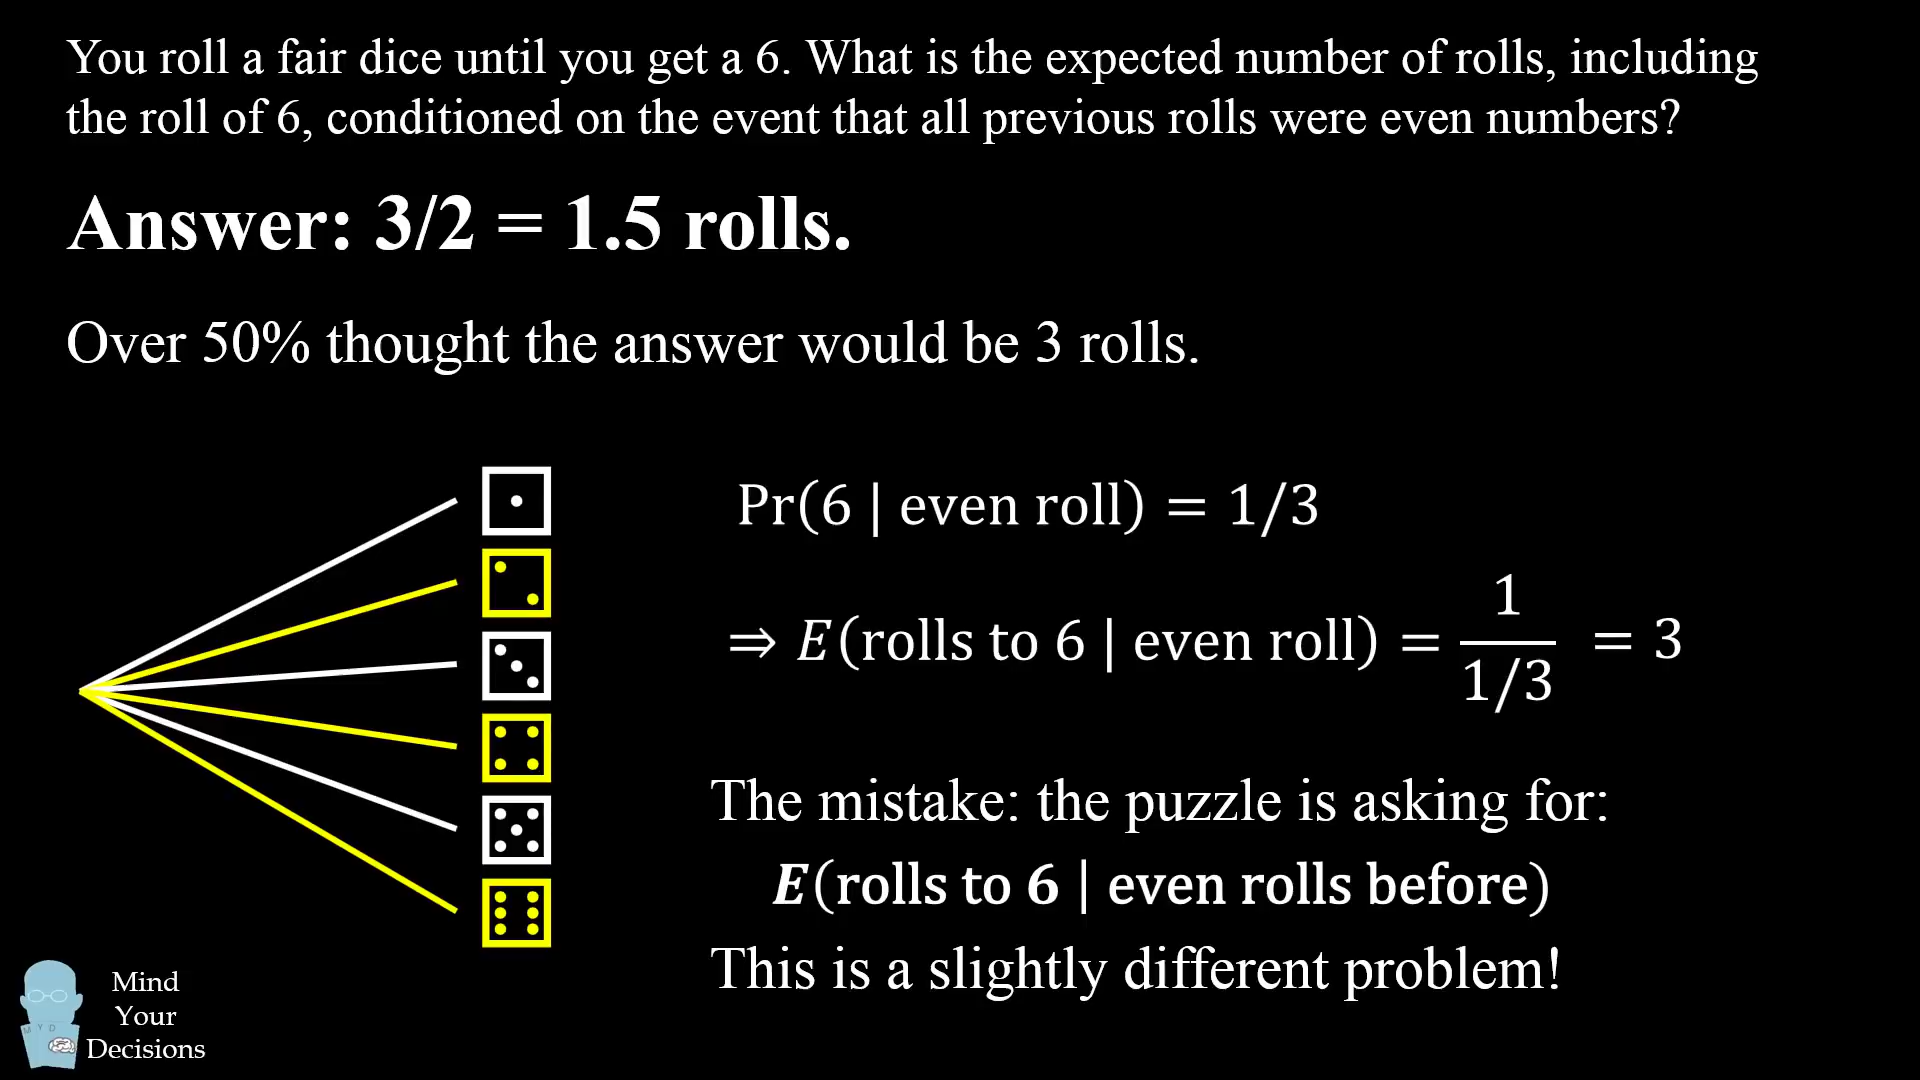 You roll a fair dice until you get a 6. What is the expected number of rolls, including
the roll of 6, conditioned on the event that all previous rolls were even numbers?
Answer: 3/2 = 1.5 rolls.
Over 50% thought the answer would be 3 rolls.
Pr(6 | even roll) = 1/3
⇒ E(rolls to 6 | even roll) = 1 / (1/3) = 3
The mistake: the puzzle is asking for:
E(rolls to 6 | even rolls before)
This is a slightly different problem!
M Y D
Mind
Your
Decisions